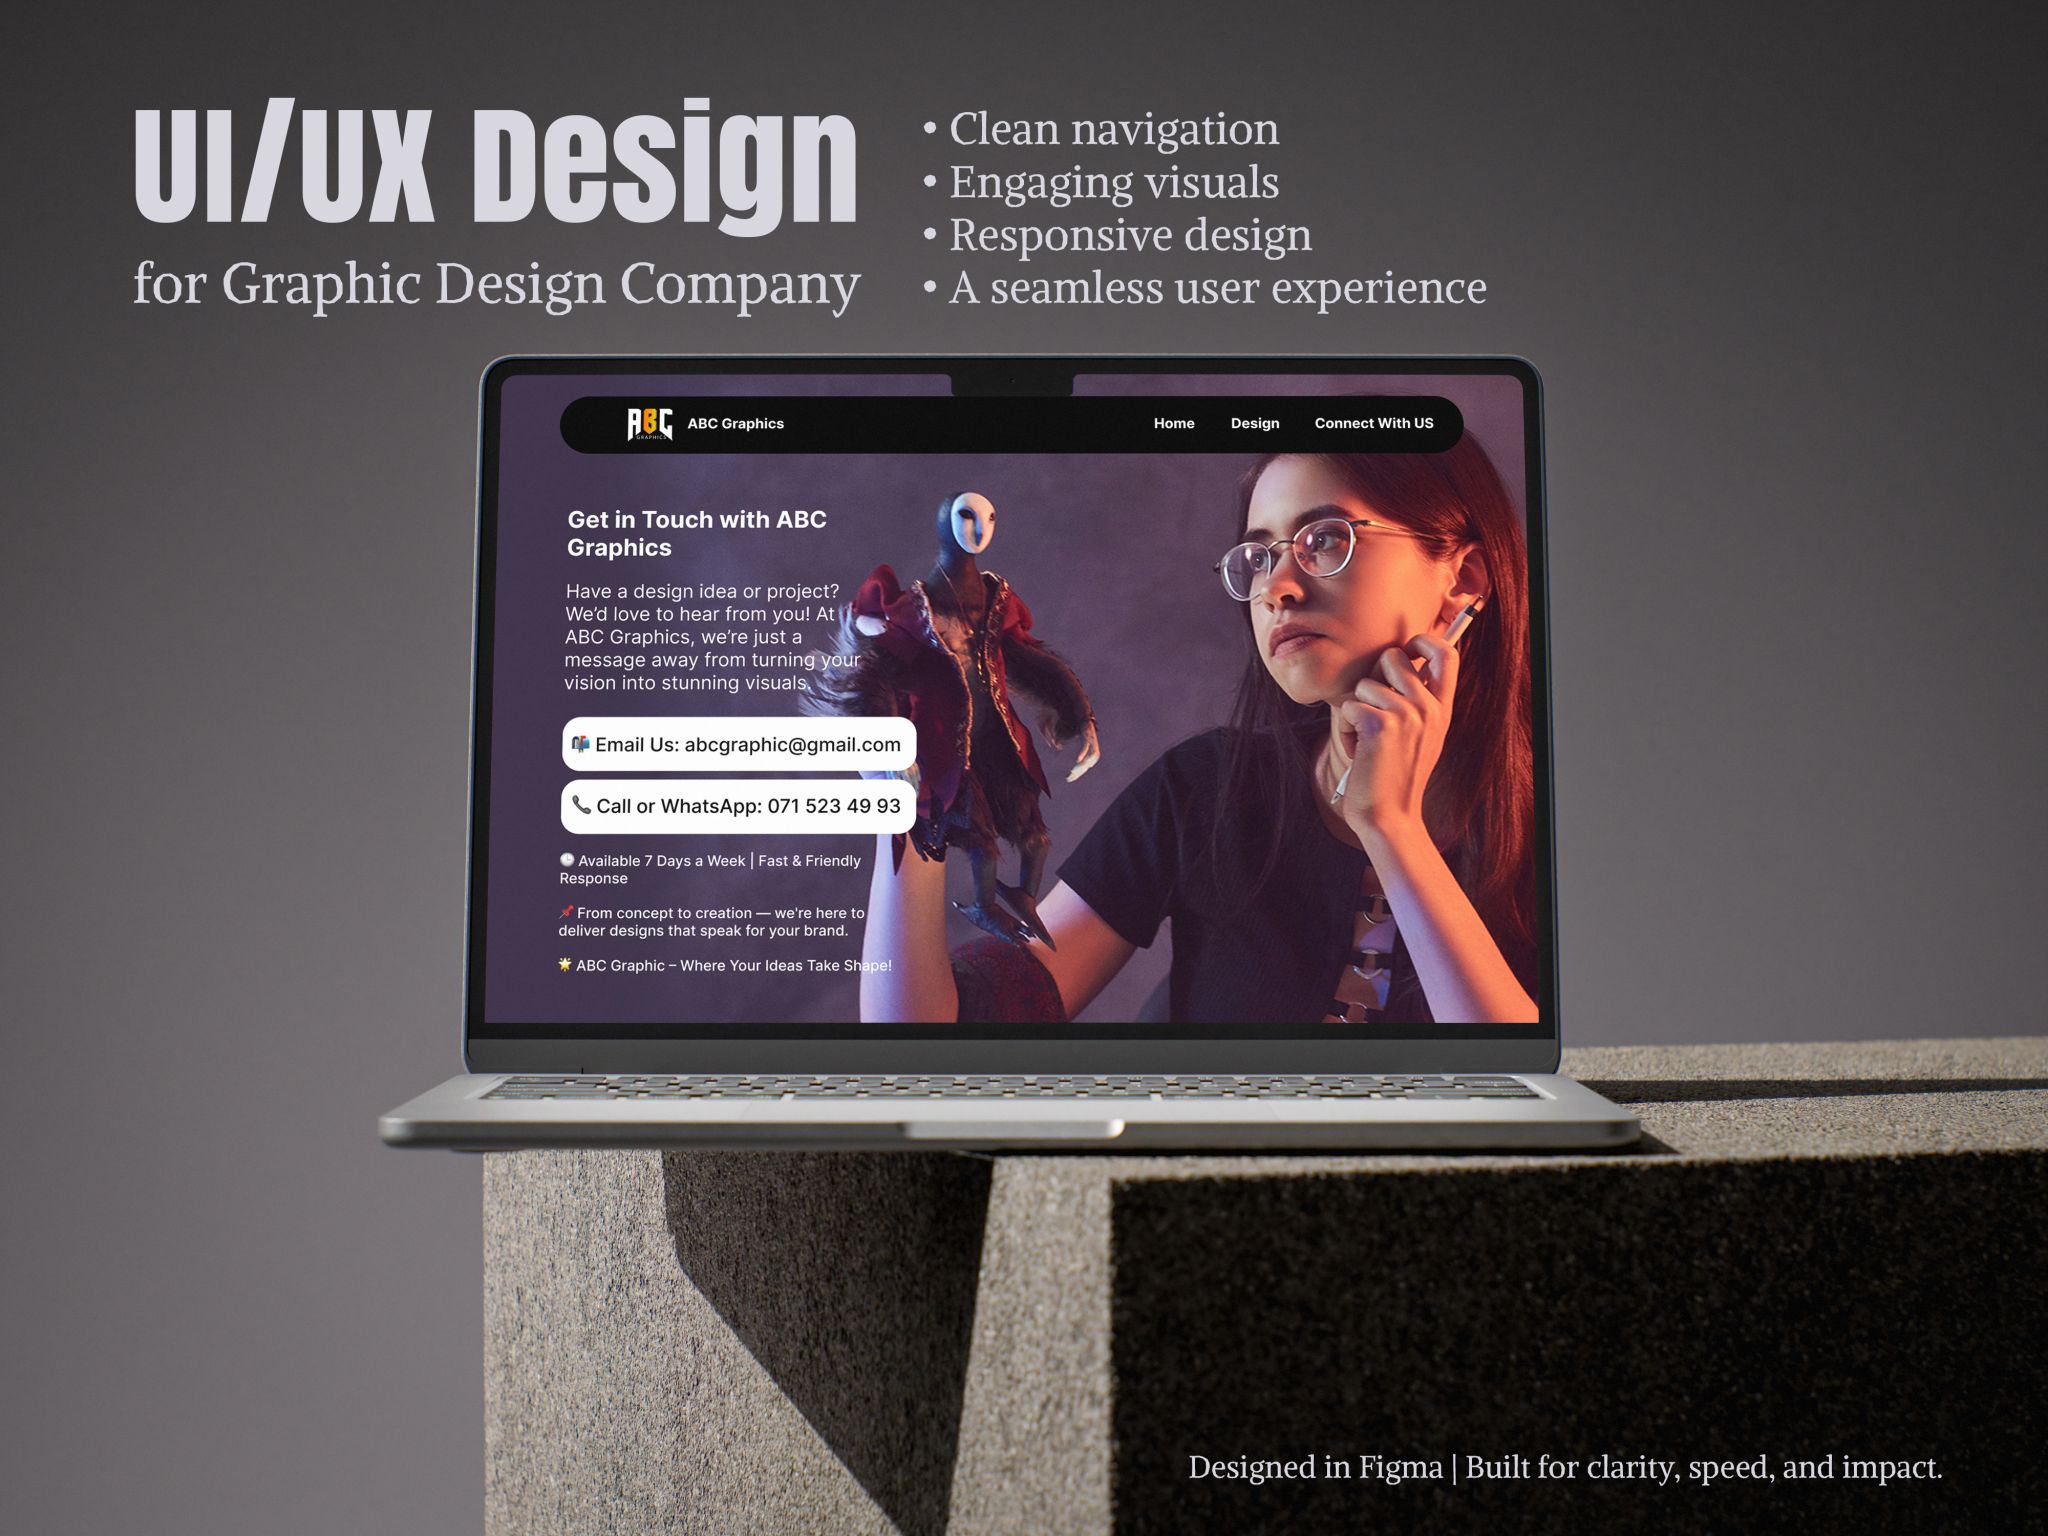 UI/UX Design
for Graphic Design Company
• Clean navigation
• Engaging visuals
• Responsive design
• A seamless user experience
ABC
GRAPHICS
ABC Graphics
Home
Design
Connect With US
Get in Touch with ABC
Graphics
Have a design idea or project?
We’d love to hear from you! At
ABC Graphics, we’re just a
message away from turning your
vision into stunning visuals.
📬 Email Us: abcgraphic@gmail.com
📞 Call or WhatsApp: 071 523 49 93
🕒 Available 7 Days a Week | Fast & Friendly
Response
📌 From concept to creation — we're here to
deliver designs that speak for your brand.
🌟 ABC Graphic – Where Your Ideas Take Shape!
Designed in Figma | Built for clarity, speed, and impact.